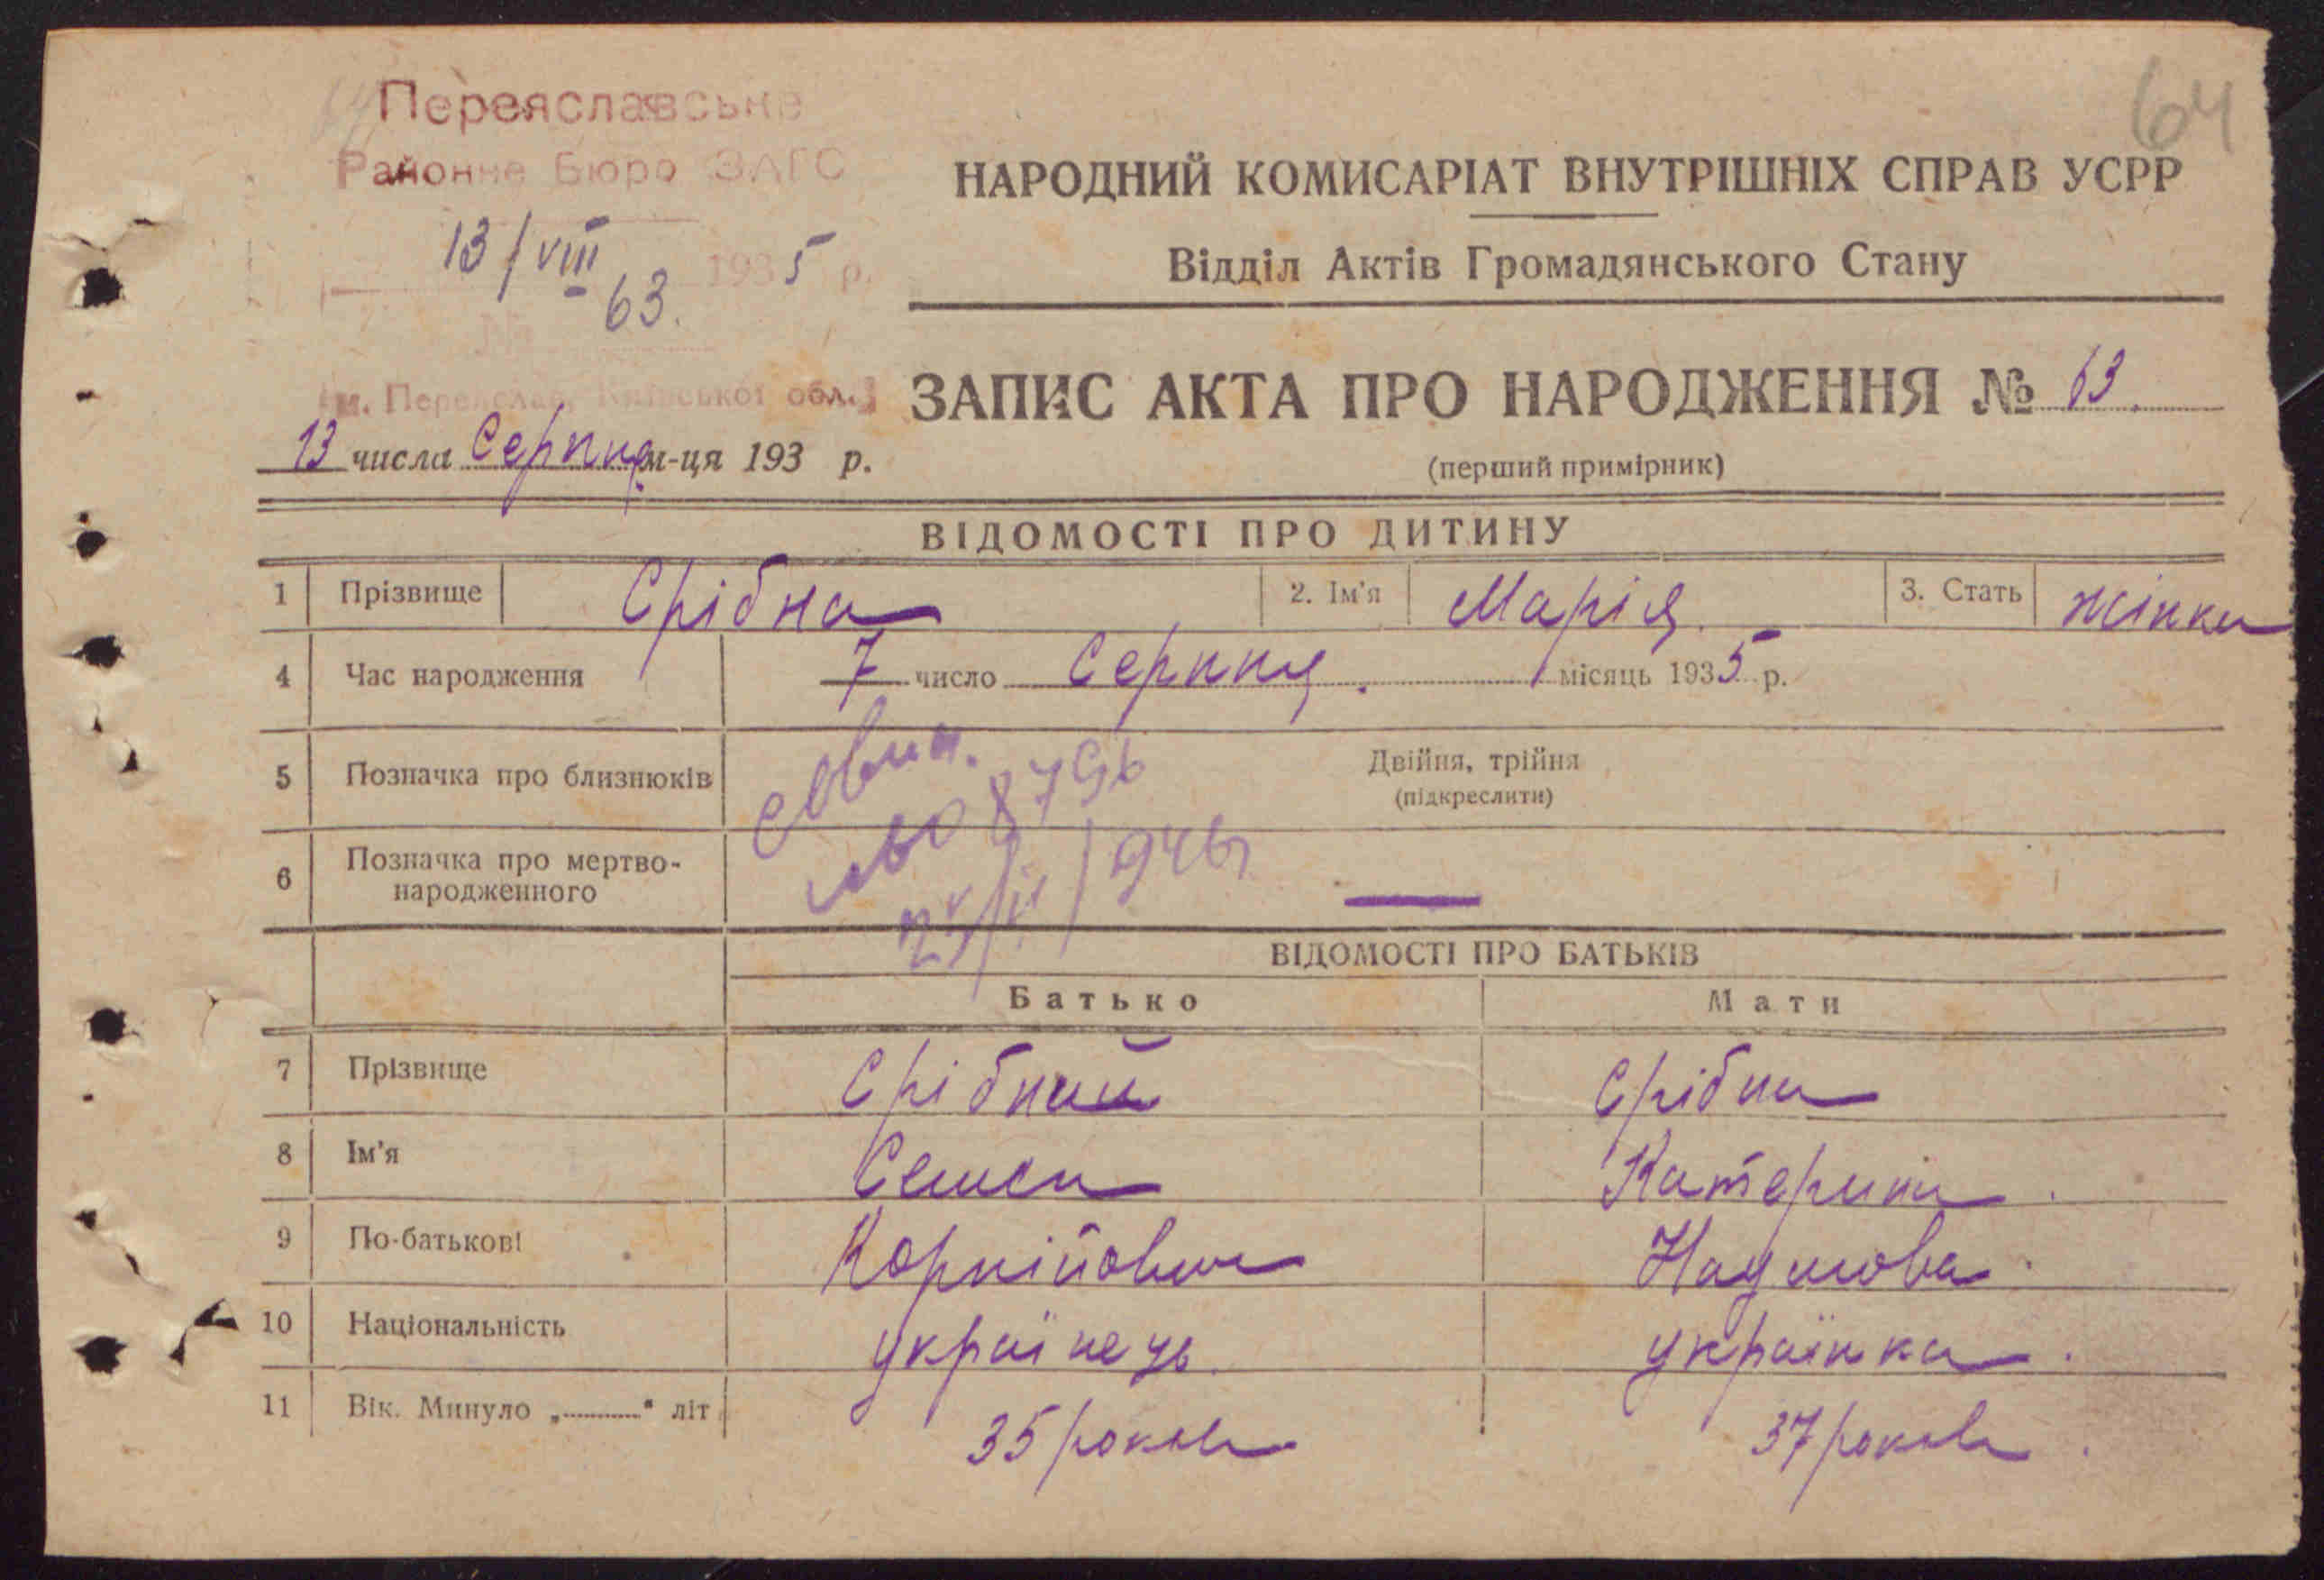 64
Переяславське
Районне Бюро ЗАГС
13/VIII 1935 р.
№ 63.
м. Переяслав, Київської обл.
НАРОДНИЙ КОМИСАРІАТ ВНУТРІШНІХ СПРАВ УСРР
Відділ Актів Громадянського Стану
ЗАПИС АКТА ПРО НАРОДЖЕННЯ № 63.
13 числа Серпня м-ця 193 р.
(перший примірник)
ВІДОМОСТІ ПРО ДИТИНУ
1 Прізвище Срібна 2. Ім'я Марія. 3. Стать жінка
4 Час народження 7 число Серпня. місяць 1935 р.
5 Позначка про близнюків Двійня, трійня
(підкреслити)
6 Позначка про мертво-
народженного —
ВІДОМОСТІ ПРО БАТЬКІВ
Батько Мати
7 Прізвище Срібний Срібна
8 Ім'я Семен Катерина.
9 По-батькові Корнійович Наумова.
10 Національність українець. українка.
11 Вік. Минуло „........" літ 35 років 37 років.